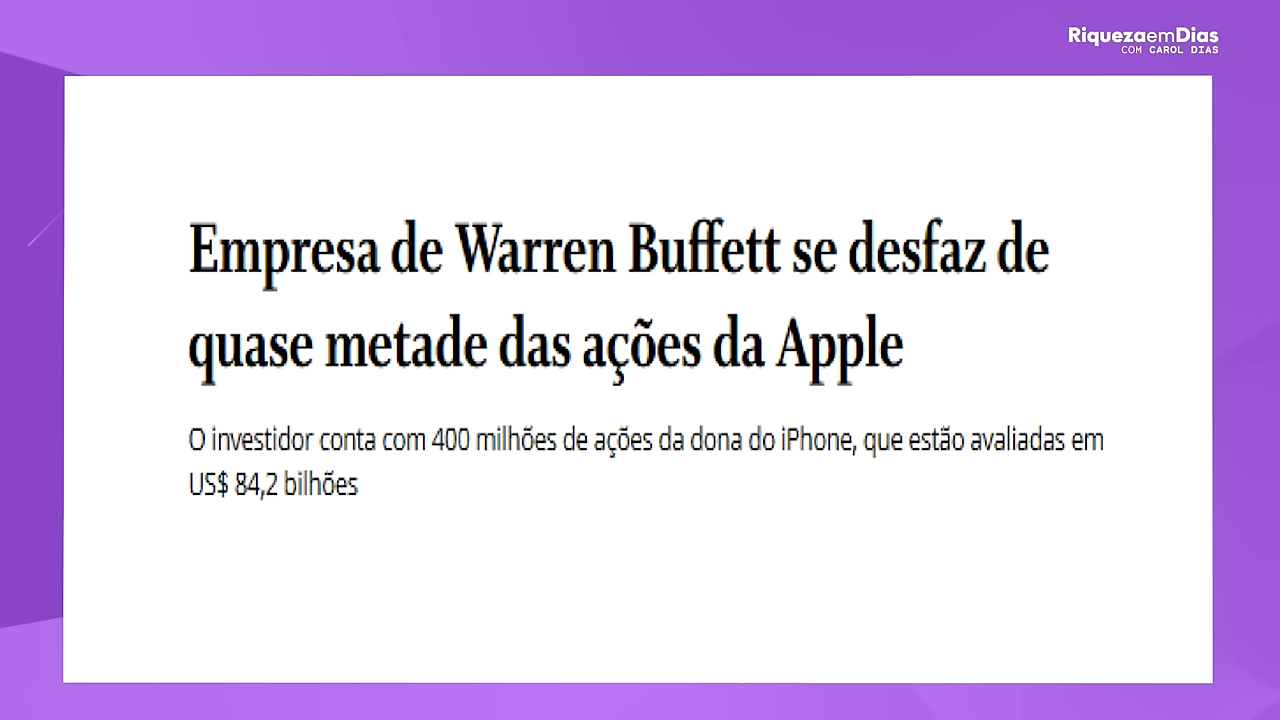 RiquezaemDias
COM CAROL DIAS
Empresa de Warren Buffett se desfaz de
quase metade das ações da Apple
O investidor conta com 400 milhões de ações da dona do iPhone, que estão avaliadas em
US$ 84,2 bilhões